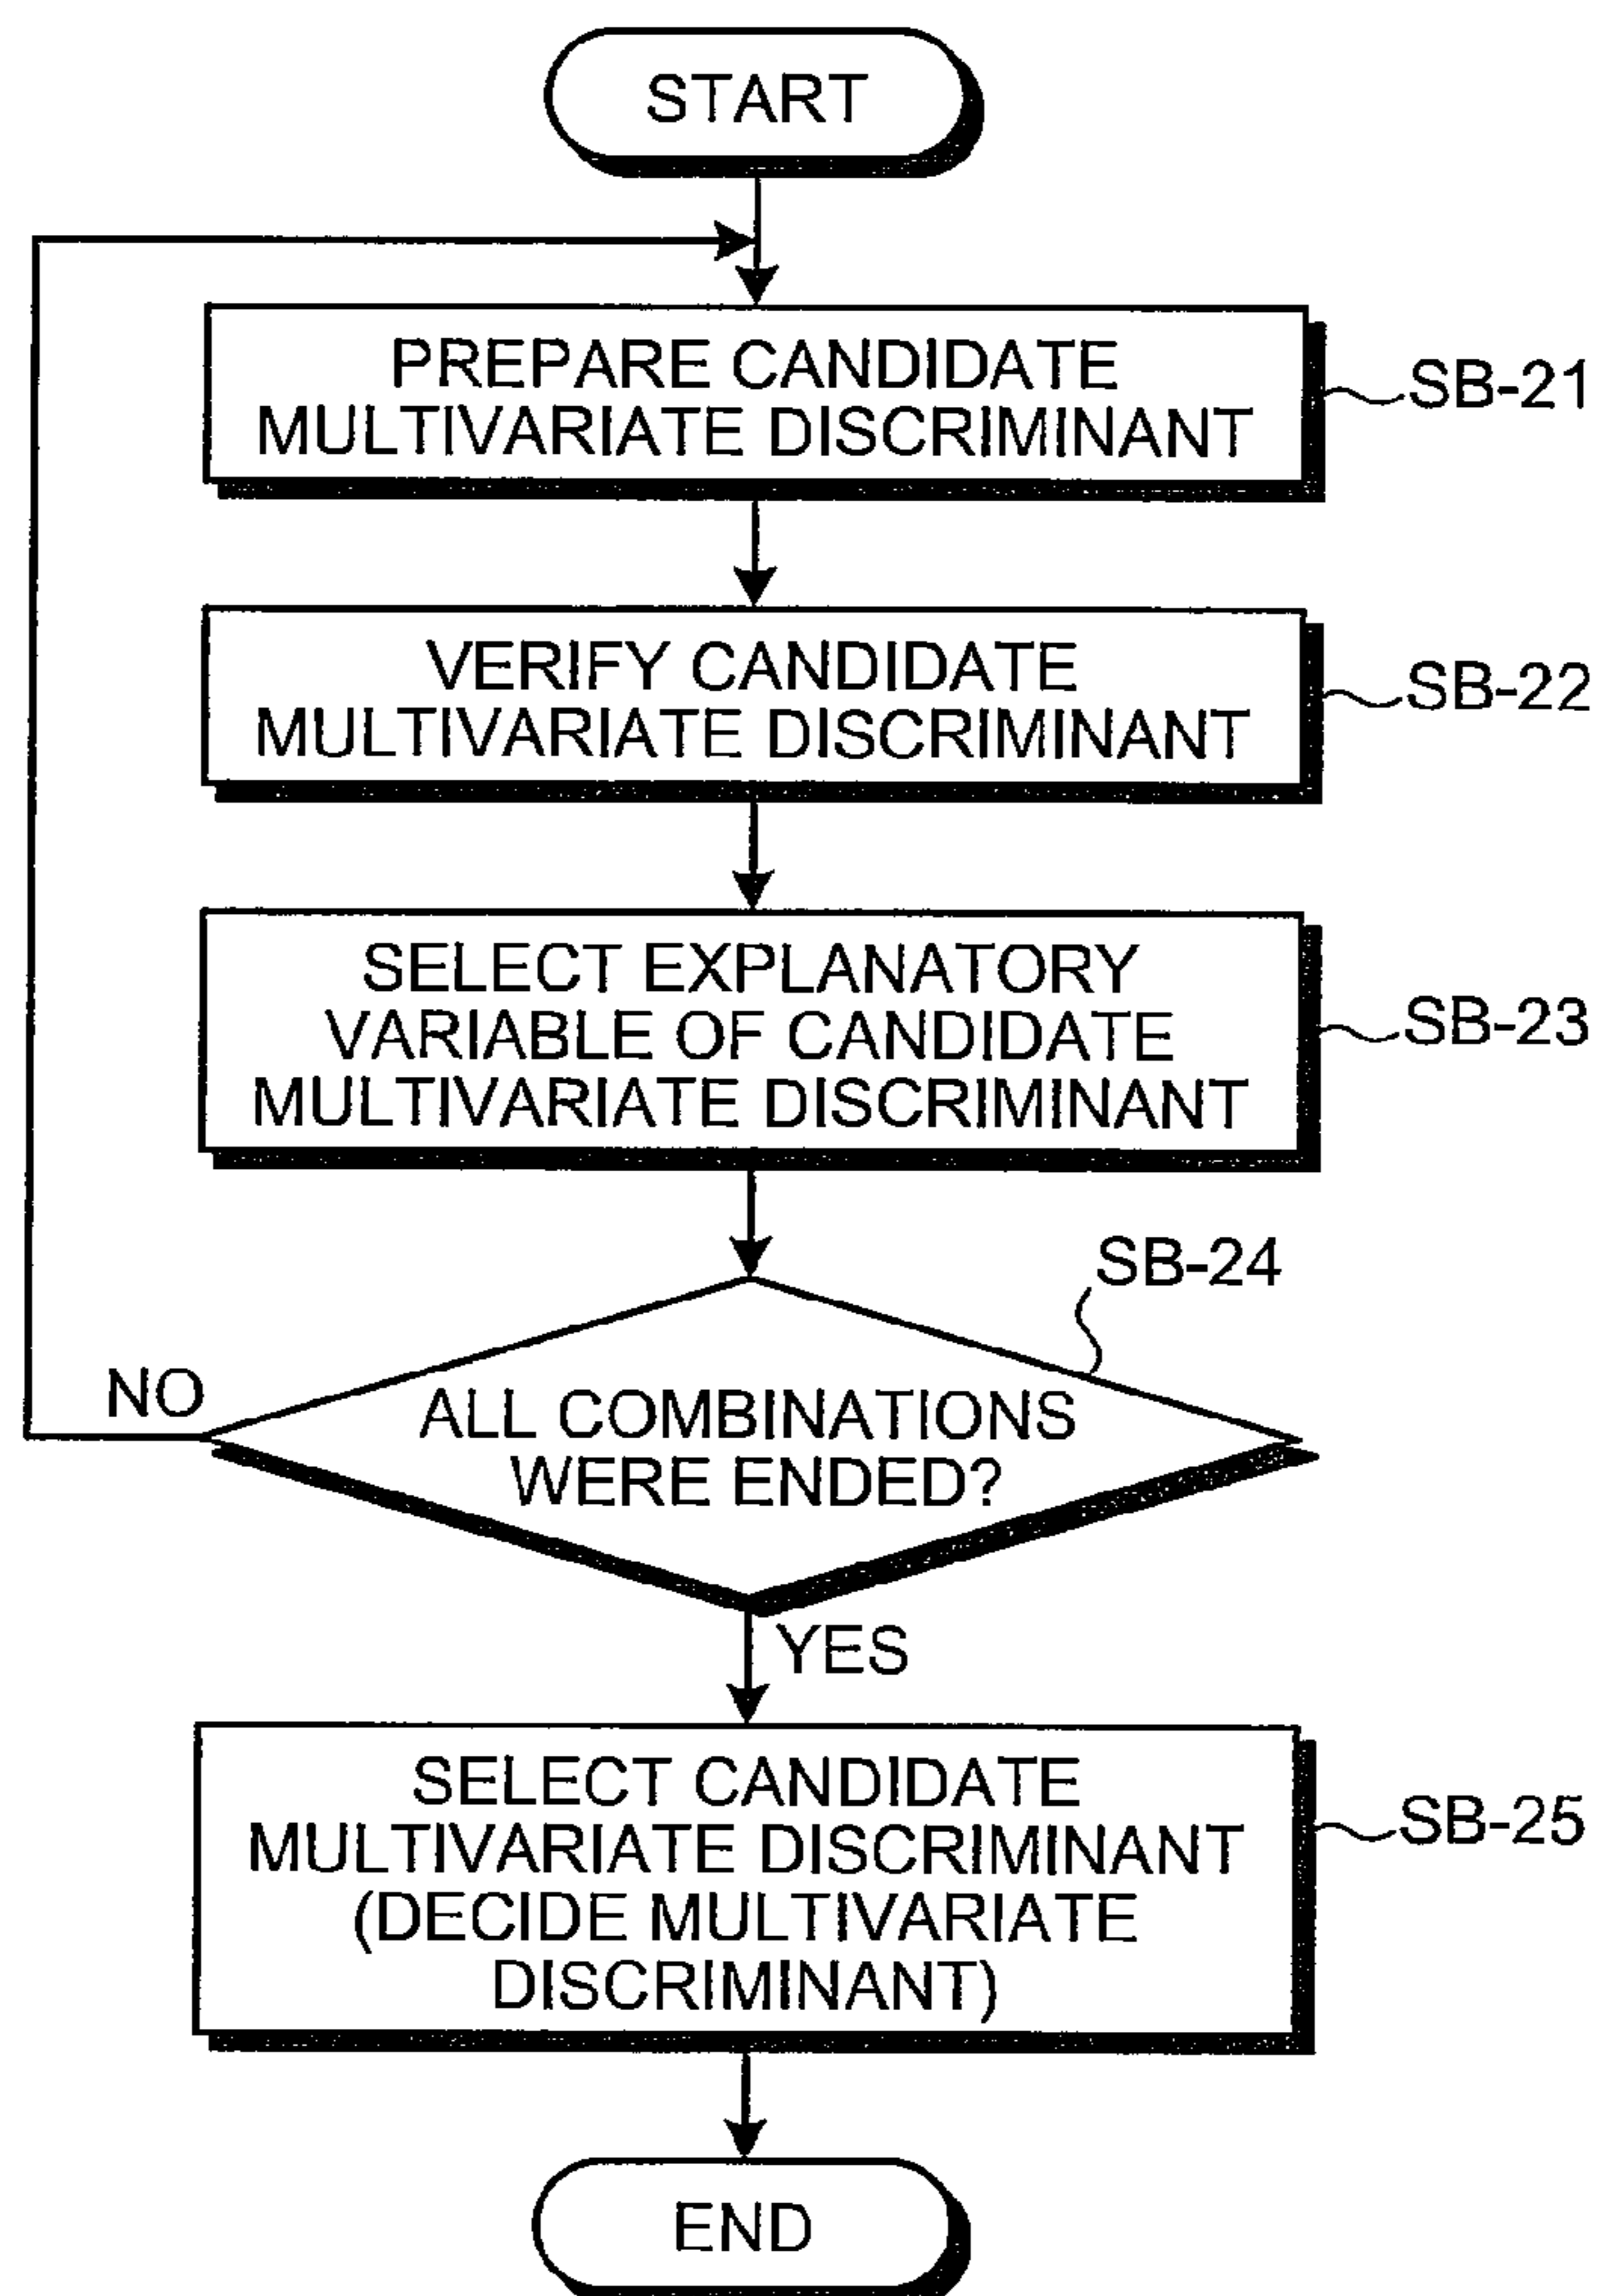 START
PREPARE CANDIDATE
MULTIVARIATE DISCRIMINANT
SB-21
VERIFY CANDIDATE
MULTIVARIATE DISCRIMINANT
SB-22
SELECT EXPLANATORY
VARIABLE OF CANDIDATE
MULTIVARIATE DISCRIMINANT
SB-23
SB-24
NO
ALL COMBINATIONS
WERE ENDED?
YES
SELECT CANDIDATE
MULTIVARIATE DISCRIMINANT
(DECIDE MULTIVARIATE
DISCRIMINANT)
SB-25
END